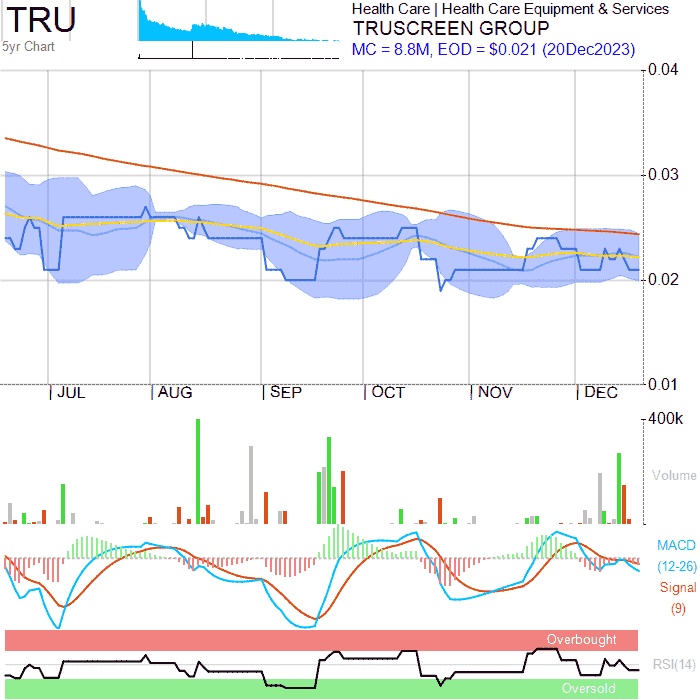 TRU
5yr Chart
Health Care | Health Care Equipment & Services
TRUSCREEN GROUP
MC = 8.8M, EOD = $0.021 (20Dec2023)
0.04
0.03
0.02
0.01
JUL AUG SEP OCT NOV DEC
400k
Volume
MACD
(12-26)
Signal
(9)
Overbought
RSI(14)
Oversold